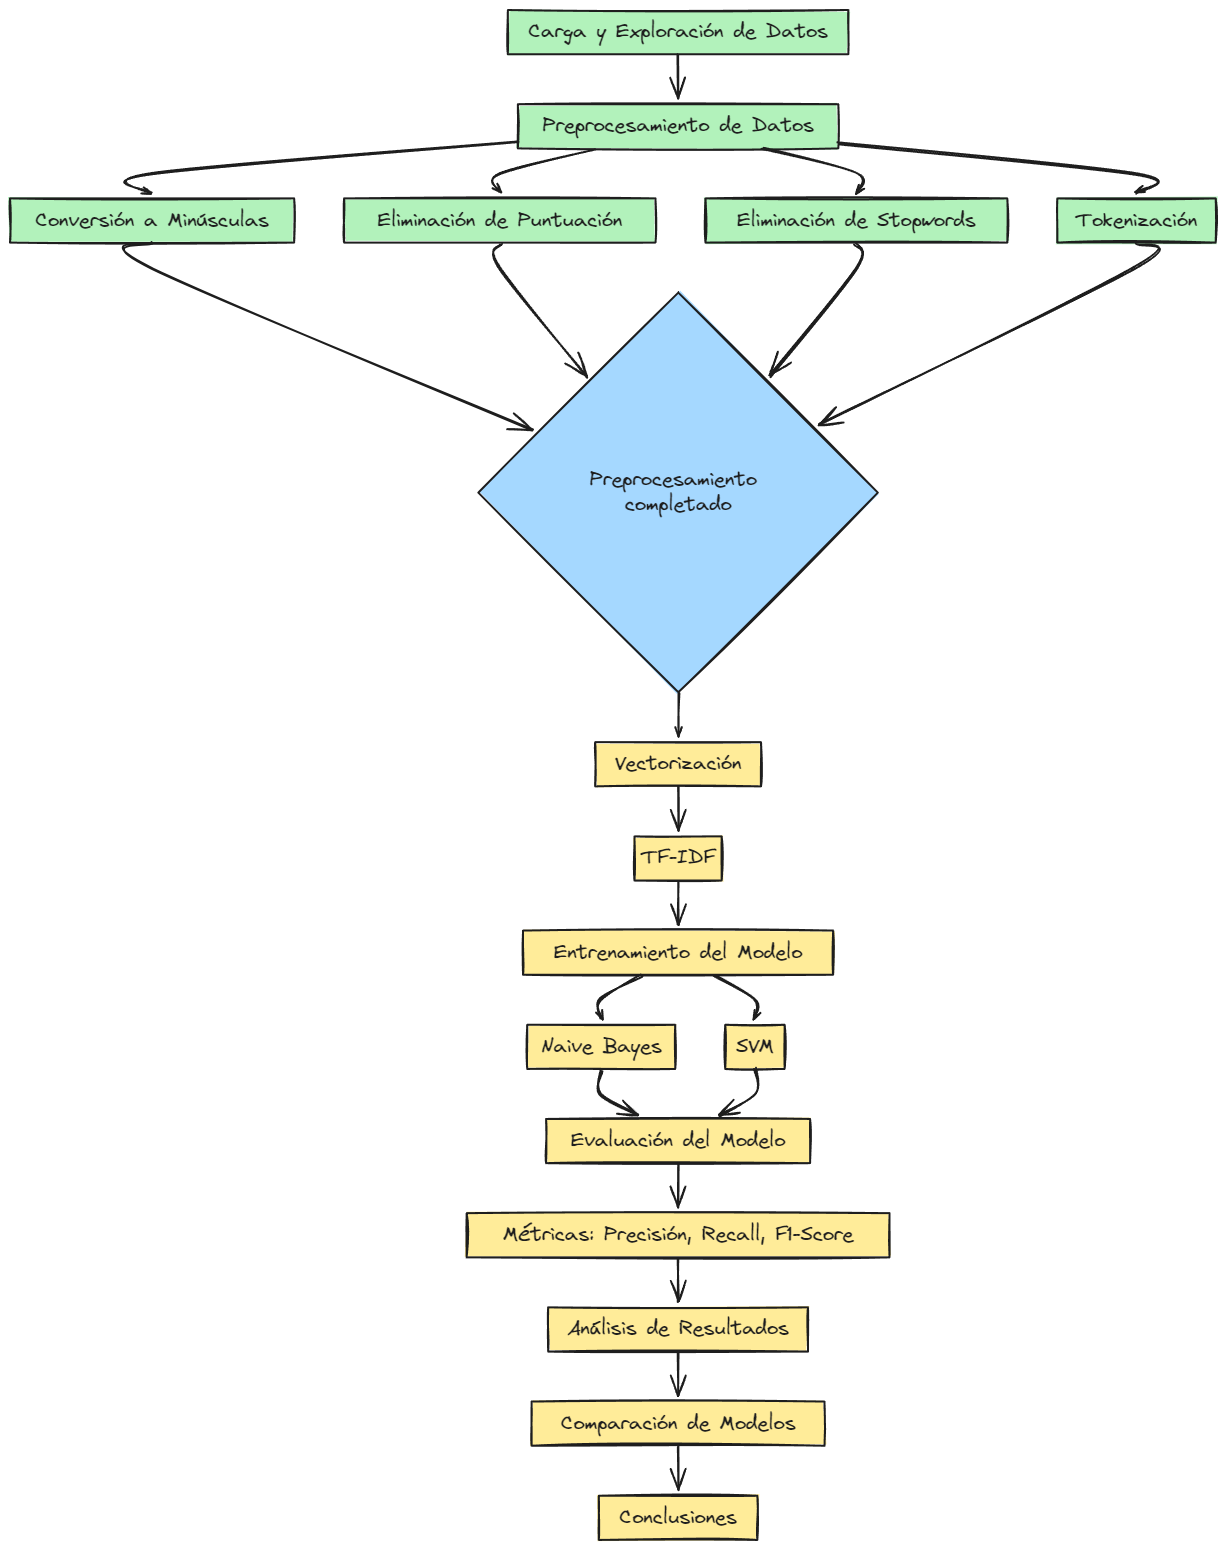 Carga y Exploración de Datos
Preprocesamiento de Datos
Conversión a Minúsculas
Eliminación de Puntuación
Eliminación de Stopwords
Tokenización
Preprocesamiento
completado
Vectorización
TF-IDF
Entrenamiento del Modelo
Naive Bayes
SVM
Evaluación del Modelo
Métricas: Precisión, Recall, F1-Score
Análisis de Resultados
Comparación de Modelos
Conclusiones